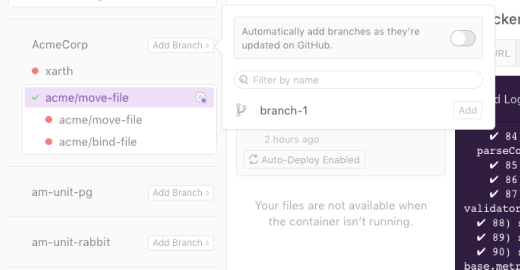 AcmeCorp
Add Branch ›
xarth
acme/move-file
acme/move-file
acme/bind-file
am-unit-pg
Add Branch ›
am-unit-rabbit
Add Branch ›
Automatically add branches as they're
updated on GitHub.
Filter by name
branch-1
Add
2 hours ago
Auto-Deploy Enabled
Your files are not available when
the container isn't running.
cker
URL
d Log
✔ 84
parseCo
✔ 85
✔ 86
✔ 87
validator
✔ 88) s
✔ 89) s
✔ 90) s
base.metr